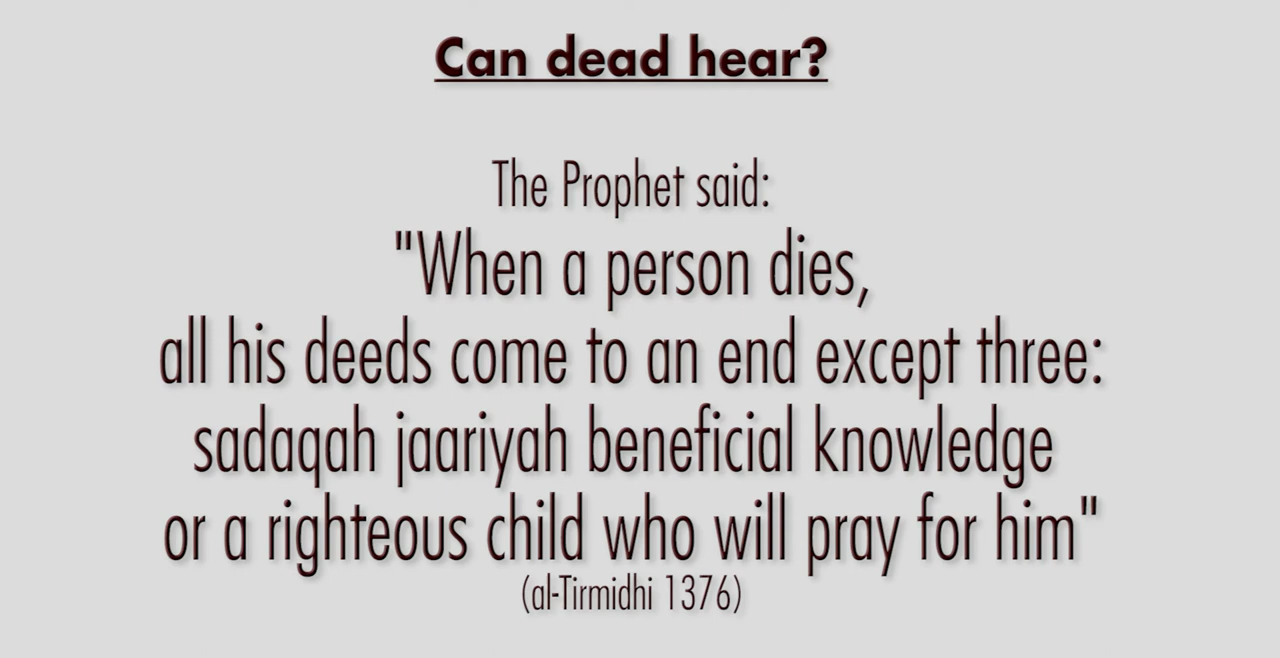 Can dead hear?
The Prophet said:
"When a person dies,
all his deeds come to an end except three:
sadaqah jaariyah beneficial knowledge
or a righteous child who will pray for him"
(al-Tirmidhi 1376)